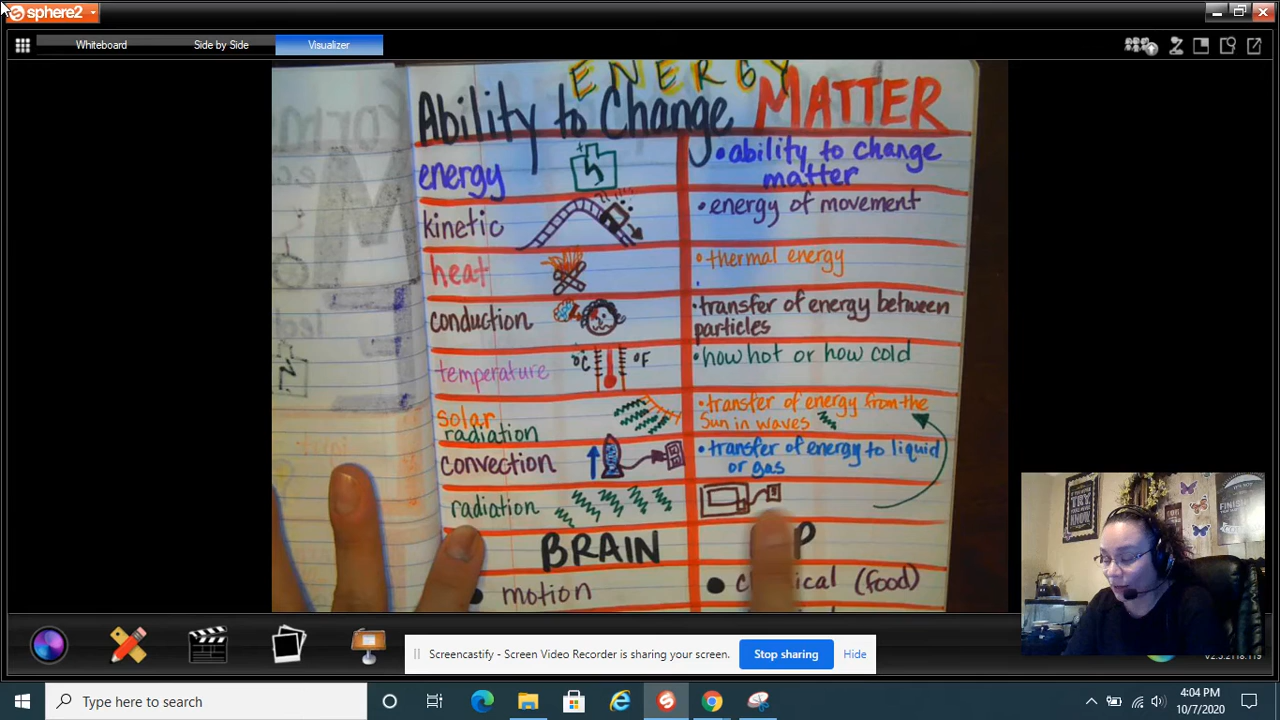 sphere2
Whiteboard
Side by Side
Visualizer
ENERGY
Ability to Change MATTER
energy
•ability to change
matter
kinetic
•energy of movement
heat
•thermal energy
conduction
•transfer of energy between
particles
temperature
°C
°F
•how hot or how cold
solar
radiation
•transfer of energy from the
Sun in waves
convection
•transfer of energy to liquid
or gas
radiation
BRAIN
P
• motion
• (food)
Screencastify - Screen Video Recorder is sharing your screen.
Stop sharing
Hide
Type here to search
4:04 PM
10/7/2020